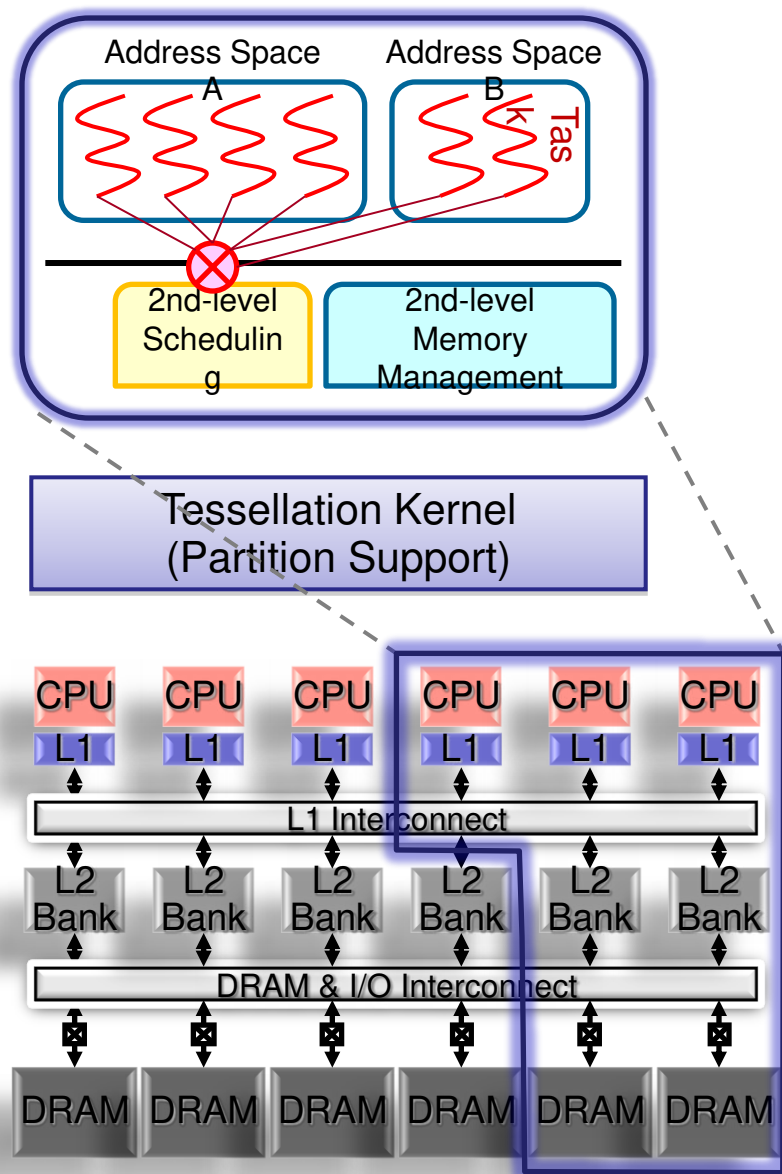 Address Space
A
Address Space
B
Tas
k
2nd-level
Schedulin
g
2nd-level
Memory
Management
Tessellation Kernel
(Partition Support)
CPU CPU CPU CPU CPU CPU
L1 L1 L1 L1 L1 L1
L1 Interconnect
L2 L2 L2 L2 L2 L2
Bank Bank Bank Bank Bank Bank
DRAM & I/O Interconnect
DRAM DRAM DRAM DRAM DRAM DRAM